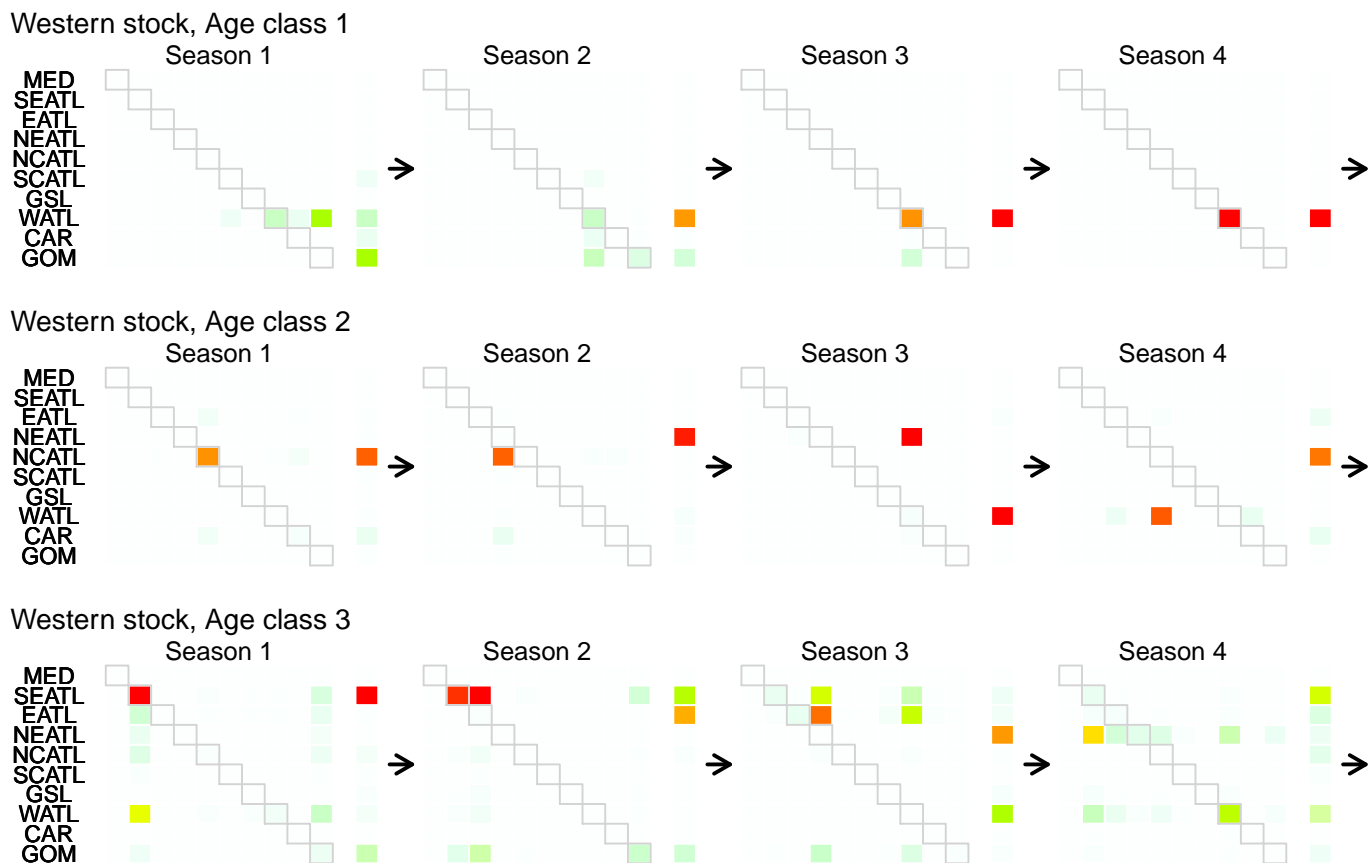 Western stock, Age class 1
Season 1 Season 2 Season 3 Season 4
MED
SEATL
EATL
NEATL
NCATL
SCATL
GSL
WATL
CAR
GOM
Western stock, Age class 2
Season 1 Season 2 Season 3 Season 4
MED
SEATL
EATL
NEATL
NCATL
SCATL
GSL
WATL
CAR
GOM
Western stock, Age class 3
Season 1 Season 2 Season 3 Season 4
MED
SEATL
EATL
NEATL
NCATL
SCATL
GSL
WATL
CAR
GOM